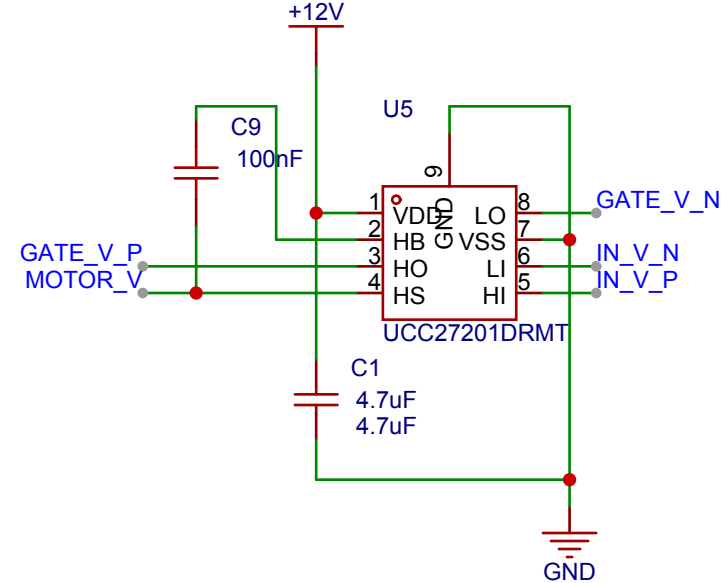 +12V
U5
C9
100nF
9
GND
1
VDD
LO
8
GATE_V_N
2
HB
VSS
7
GATE_V_P
3
HO
LI
6
IN_V_N
MOTOR_V
4
HS
HI
5
IN_V_P
UCC27201DRMT
C1
4.7uF
4.7uF
GND